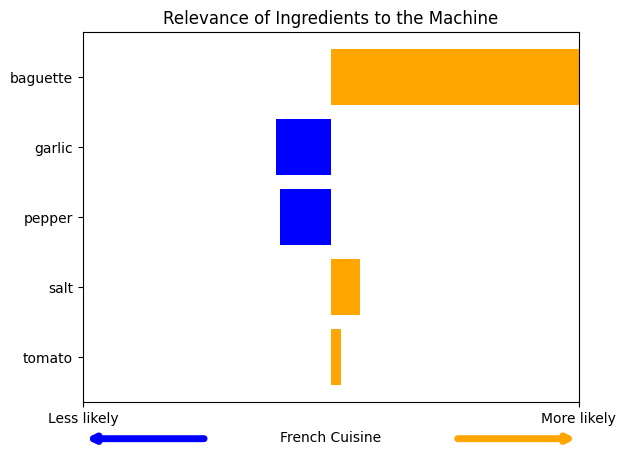 Relevance of Ingredients to the Machine
baguette
garlic
pepper
salt
tomato
Less likely
More likely
French Cuisine